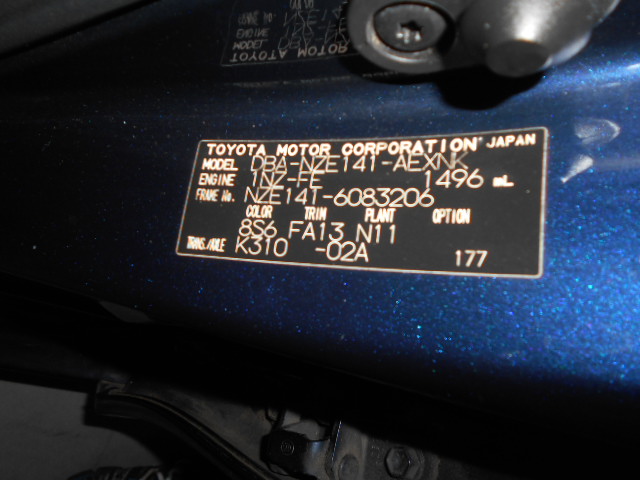 TOYOTA MOTOR CORPORATION JAPAN
MODEL DBA-NZE141-AEXNK
ENGINE 1NZ-FE 1496 mL
FRAME No. NZE141-6083206
COLOR TRIM PLANT OPTION
8S6 FA13 N11
TRANS./AXLE K310 -02A
177